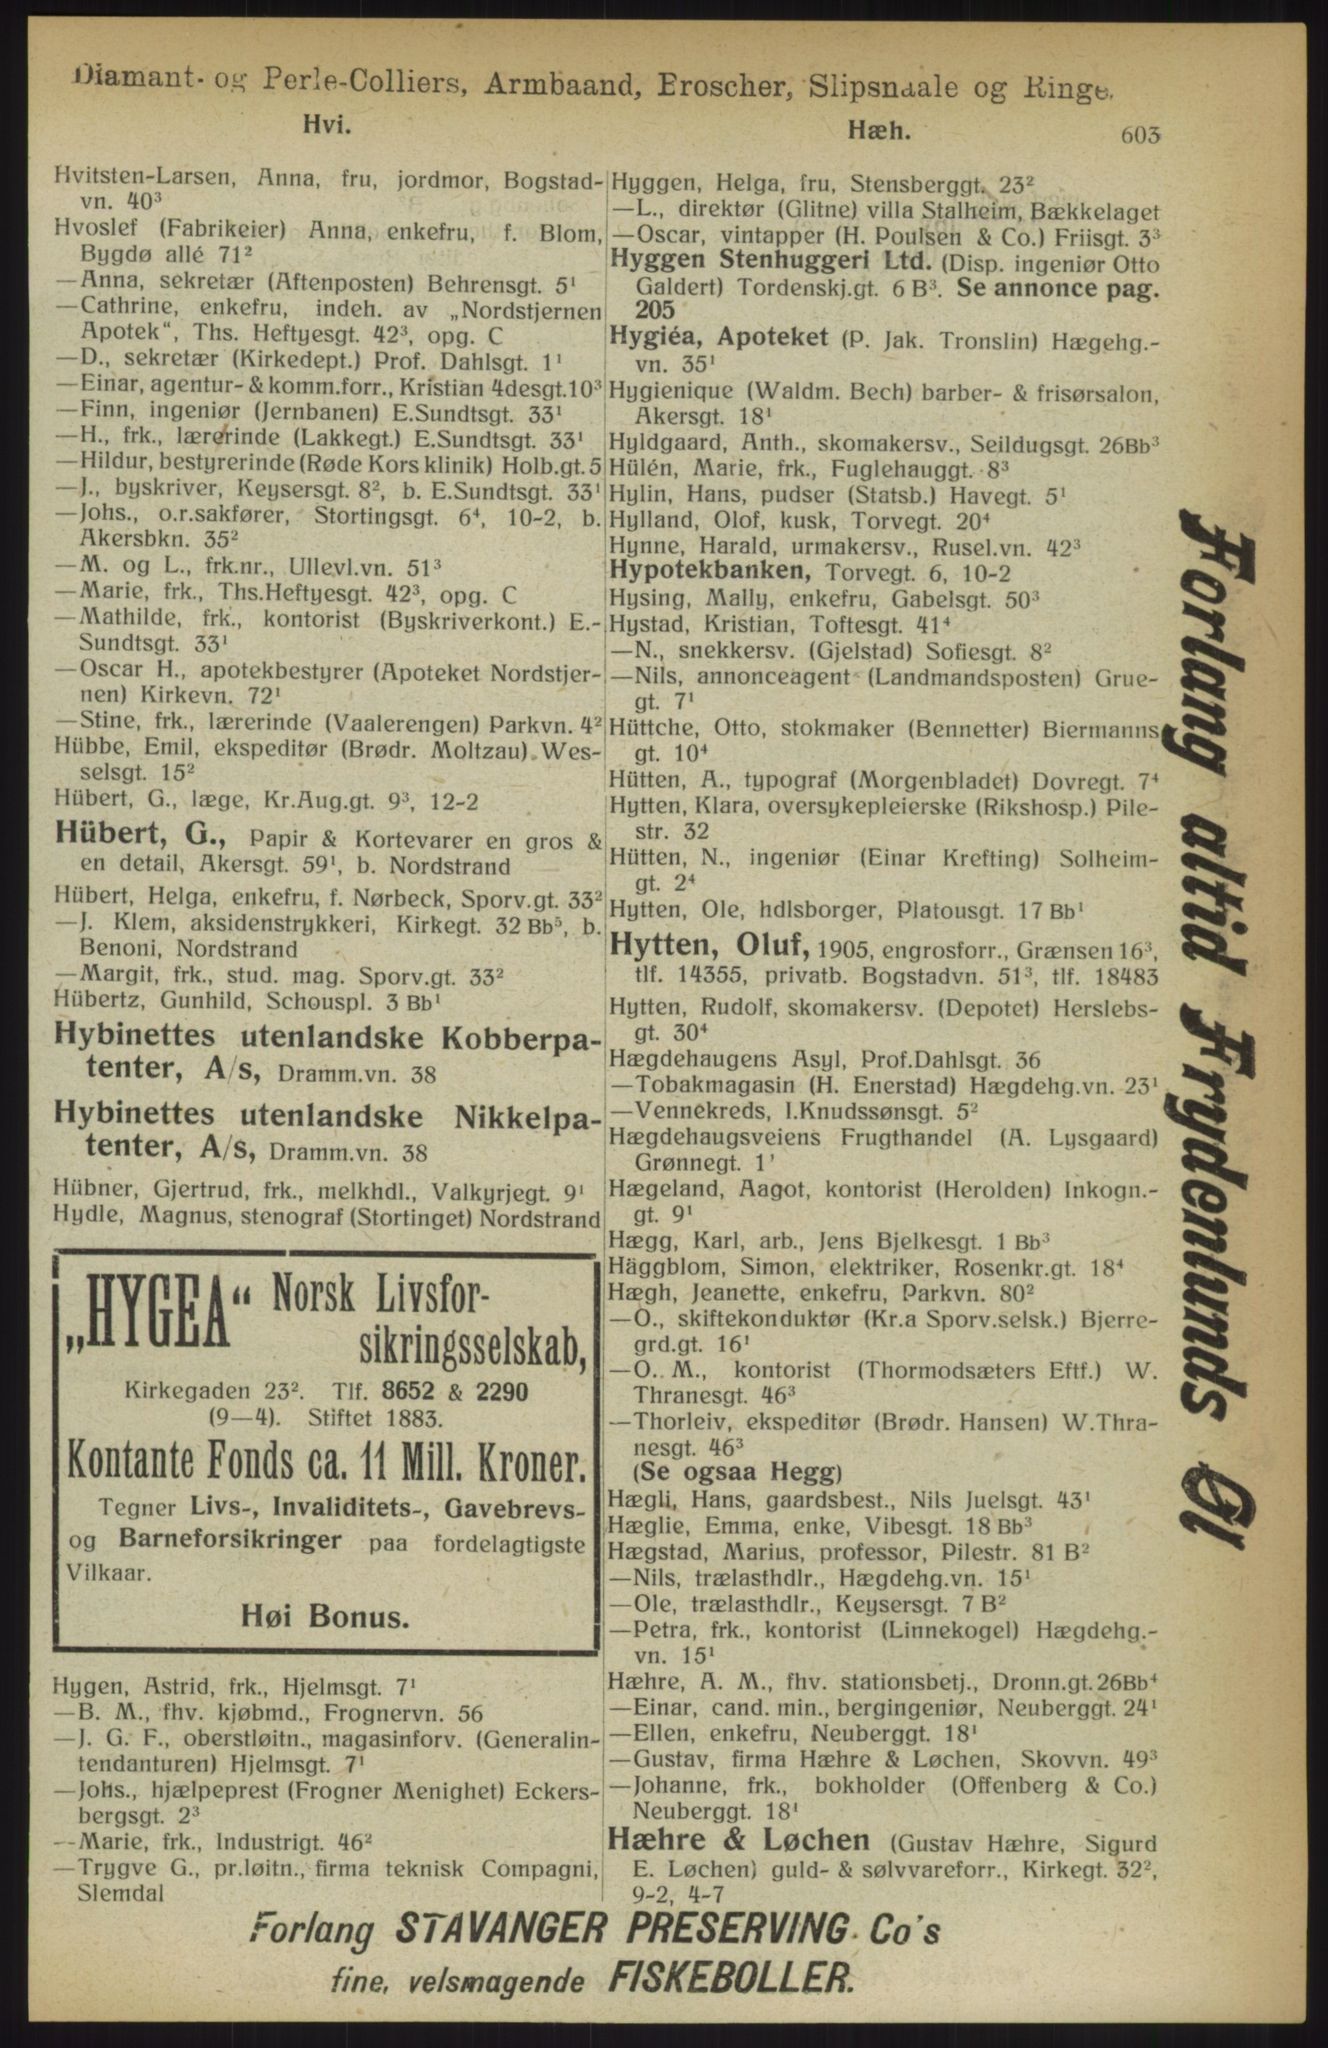 Diamant- og Perle-Colliers, Armbaand, Broscher, Slipsnaale og Ringe.
Hvi.
Hæh.
603
Hvitsten-Larsen, Anna, fru, jordmor, Bogstad-
vn. 40³
Hvoslef (Fabrikeier) Anna, enkefru, f. Blom,
Bygdø allé 71²
—Anna, sekretær (Aftenposten) Behrensgt. 5¹
—Cathrine, enkefru, indeh. av „Nordstjernen
Apotek“, Ths. Heftyesgt. 42³, opg. C
—D., sekretær (Kirkedept.) Prof. Dahlsgt. 1¹
—Einar, agentur- & komm.forr., Kristian 4desgt.10³
—Finn, ingeniør (Jernbanen) E.Sundtsgt. 33¹
—H., frk., lærerinde (Lakkegt.) E.Sundtsgt. 33¹
—Hildur, bestyrerinde (Røde Kors klinik) Holb.gt. 5
—J., byskriver, Keysersgt. 8², b. E.Sundtsgt. 33¹
—Johs., o.r.sakfører, Stortingsgt. 6⁴, 10-2, b.
Akersbkn. 35²
—M. og L., frk.nr., Ullevl.vn. 51³
—Marie, frk., Ths.Heftyesgt. 42³, opg. C
—Mathilde, frk., kontorist (Byskriverkont.) E.-
Sundtsgt. 33¹
—Oscar H., apotekbestyrer (Apoteket Nordstjer-
nen) Kirkevn. 72¹
—Stine, frk., lærerinde (Vaalerengen) Parkvn. 4²
Hübbe, Emil, ekspeditør (Brødr. Moltzau) Wes-
selsgt. 15²
Hübert, G., læge, Kr.Aug.gt. 9³, 12-2
Hübert, G., Papir & Kortevarer en gros &
en detail, Akersgt. 59¹, b. Nordstrand
Hübert, Helga, enkefru, f. Nørbeck, Sporv.gt. 33²
—J. Klem, aksidenstrykkeri, Kirkegt. 32 Bb⁵, b.
Benoni, Nordstrand
—Margit, frk., stud. mag. Sporv.gt. 33²
Hübertz, Gunhild, Schouspl. 3 Bb¹
Hybinettes utenlandske Kobberpa-
tenter, A/s, Dramm.vn. 38
Hybinettes utenlandske Nikkelpa-
tenter, A/s, Dramm.vn. 38
Hübner, Gjertrud, frk., melkhdl., Valkyrjegt. 9¹
Hydle, Magnus, stenograf (Stortinget) Nordstrand
„HYGEA“ Norsk Livsfor-
sikringsselskab,
Kirkegaden 23². Tlf. 8652 & 2290
(9—4). Stiftet 1883.
Kontante Fonds ca. 11 Mill. Kroner.
Tegner Livs-, Invaliditets-, Gavebrevs-
og Barneforsikringer paa fordelagtigste
Vilkaar.
Høi Bonus.
Hygen, Astrid, frk., Hjelmsgt. 7¹
—B. M., fhv. kjøbmd., Frognervn. 56
—J. G. F., oberstløitn., magasinforv. (Generalin-
tendanturen) Hjelmsgt. 7¹
—Johs., hjælpeprest (Frogner Menighet) Eckers-
bergsgt. 2³
—Marie, frk., Industrigt. 46²
—Trygve G., pr.løitn., firma teknisk Compagni,
Slemdal
Hyggen, Helga, fru, Stensberggt. 23²
—L., direktør (Glitne) villa Stalheim, Bækkelaget
—Oscar, vintapper (H. Poulsen & Co.) Friisgt. 3³
Hyggen Stenhuggeri Ltd. (Disp. ingeniør Otto
Galdert) Tordenskj.gt. 6 B³. Se annonce pag.
205
Hygiéa, Apoteket (P. Jak. Tronslin) Hægehg.-
vn. 35¹
Hygienique (Waldm. Bech) barber- & frisørsalon,
Akersgt. 18¹
Hyldgaard, Anth., skomakersv., Seildugsgt. 26Bb³
Hülén, Marie, frk., Fuglehauggt. 8³
Hylin, Hans, pudser (Statsb.) Havegt. 5¹
Hylland, Olof, kusk, Torvegt. 20⁴
Hynne, Harald, urmakersv., Rusel.vn. 42³
Hypotekbanken, Torvegt. 6, 10-2
Hysing, Mally, enkefru, Gabelsgt. 50³
Hystad, Kristian, Toftesgt. 41⁴
—N., snekkersv. (Gjelstad) Sofiesgt. 8²
—Nils, annonceagent (Landmandsposten) Grue-
gt. 7¹
Hüttche, Otto, stokmaker (Bennetter) Biermanns
gt. 10⁴
Hütten, A., typograf (Morgenbladet) Dovregt. 7⁴
Hytten, Klara, oversykepleierske (Rikshosp.) Pile-
str. 32
Hütten, N., ingeniør (Einar Krefting) Solheim-
gt. 2⁴
Hytten, Ole, hdlsborger, Platousgt. 17 Bb¹
Hytten, Oluf, 1905, engrosforr., Grænsen 16³,
tlf. 14355, privatb. Bogstadvn. 51³, tlf. 18483
Hytten, Rudolf, skomakersv. (Depotet) Herslebs-
gt. 30⁴
Hægdehaugens Asyl, Prof.Dahlsgt. 36
—Tobakmagasin (H. Enerstad) Hægdehg.vn. 23¹
—Vennekreds, I.Knudssønsgt. 5²
Hægdehaugsveiens Frugthandel (A. Lysgaard)
Grønnegt. 1'
Hægeland, Aagot, kontorist (Herolden) Inkogn.-
gt. 9¹
Hægg, Karl, arb., Jens Bjelkesgt. 1 Bb³
Häggblom, Simon, elektriker, Rosenkr.gt. 18⁴
Hægh, Jeanette, enkefru, Parkvn. 80²
—O., skiftekonduktør (Kr.a Sporv.selsk.) Bjerre-
grd.gt. 16¹
—O. M., kontorist (Thormodsæters Eftf.) W.
Thranesgt. 46³
—Thorleiv, ekspeditør (Brødr. Hansen) W.Thra-
nesgt. 46³
(Se ogsaa Hegg)
Hægli, Hans, gaardsbest., Nils Juelsgt. 43¹
Hæglie, Emma, enke, Vibesgt. 18 Bb³
Hægstad, Marius, professor, Pilestr. 81 B²
—Nils, trælasthdlr., Hægdehg.vn. 15¹
—Ole, trælasthdlr., Keysersgt. 7 B²
—Petra, frk., kontorist (Linnekogel) Hægdehg.-
vn. 15¹
Hæhre, A. M., fhv. stationsbetj., Dronn.gt. 26Bb⁴
—Einar, cand. min., bergingeniør, Neuberggt. 24¹
—Ellen, enkefru, Neuberggt. 18¹
—Gustav, firma Hæhre & Løchen, Skovvn. 49³
—Johanne, frk., bokholder (Offenberg & Co.)
Neuberggt. 18¹
Hæhre & Løchen (Gustav Hæhre, Sigurd
E. Løchen) guld- & sølvvareforr., Kirkegt. 32²,
9-2, 4-7
Forlang altid Frydenlunds Øl
Forlang STAVANGER PRESERVING Co's
fine, velsmagende FISKEBOLLER.